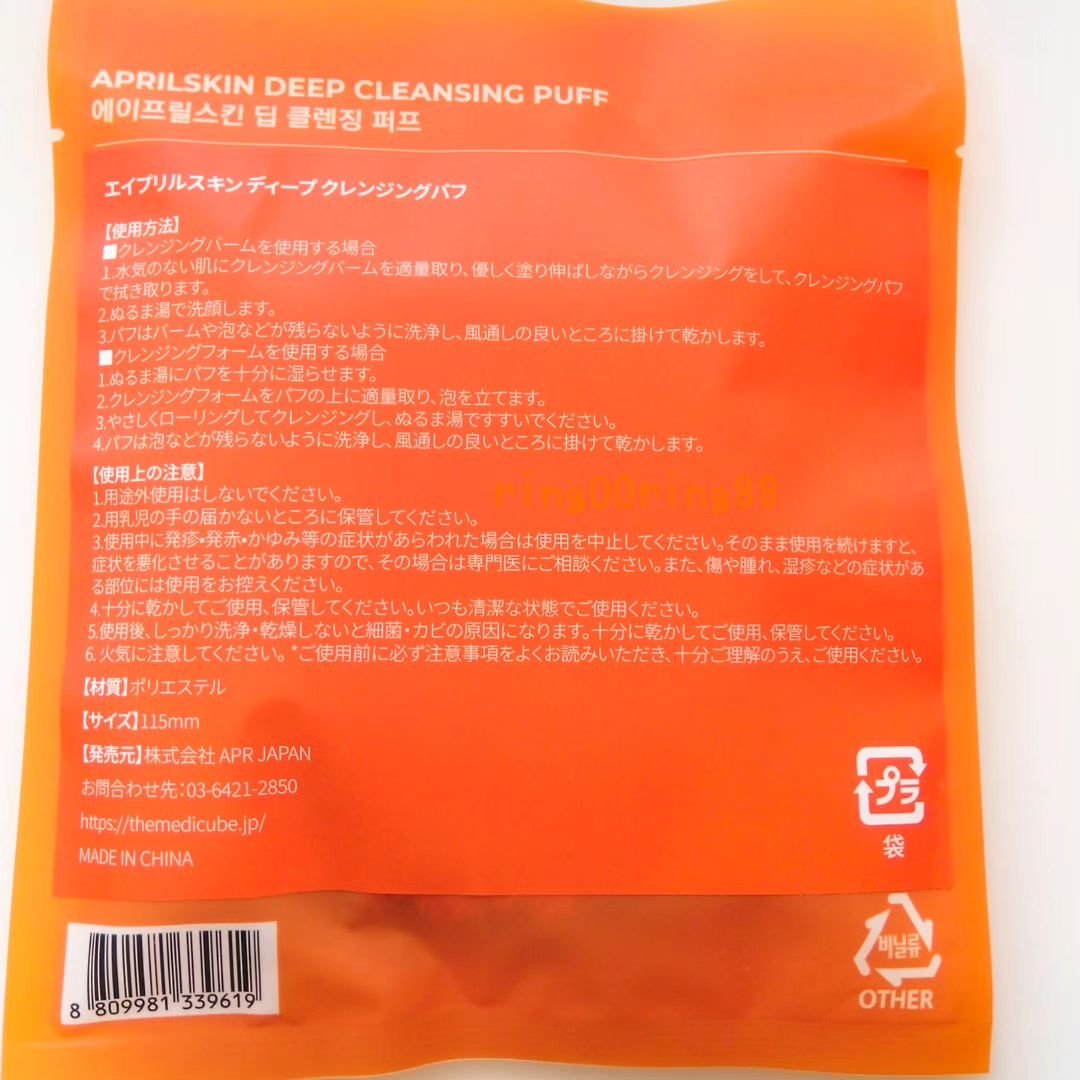 APRILSKIN DEEP CLEANSING PUFF
에이프릴스킨 딥 클렌징 퍼프
エイプリルスキン ディープ クレンジングパフ
【使用方法】
■クレンジングバームを使用する場合
1.水気のない肌にクレンジングバームを適量取り、優しく塗り伸ばしながらクレンジングをして、クレンジングパフ
で拭き取ります。
2.ぬるま湯で洗顔します。
3.パフはバームや泡などが残らないように洗浄し、風通しの良いところに掛けて乾かします。
■クレンジングフォームを使用する場合
1.ぬるま湯にパフを十分に湿らせます。
2.クレンジングフォームをパフの上に適量取り、泡を立てます。
3.やさしくローリングしてクレンジングし、ぬるま湯ですすいでください。
4.パフは泡などが残らないように洗浄し、風通しの良いところに掛けて乾かします。
【使用上の注意】
1.用途外使用はしないでください。
ring00ring88
2.用乳児の手の届かないところに保管してください。
3.使用中に発疹•発赤•かゆみ等の症状があらわれた場合は使用を中止してください。そのまま使用を続けますと、
症状を悪化させることがありますので、その場合は専門医にご相談ください。また、傷や腫れ、湿疹などの症状があ
る部位には使用をお控えください。
4.十分に乾かしてご使用、保管してください。いつも清潔な状態でご使用ください。
5.使用後、しっかり洗浄・乾燥しないと細菌・カビの原因になります。十分に乾かしてご使用、保管してください。
6.火気に注意してください。*ご使用前に必ず注意事項をよくお読みいただき、十分ご理解のうえ、ご使用ください。
【材質】ポリエステル
【サイズ】115mm
【発売元】株式会社 APR JAPAN
お問合わせ先：03-6421-2850
https://themedicube.jp/
MADE IN CHINA
プラ
袋
비닐류
OTHER
8 809981 339619